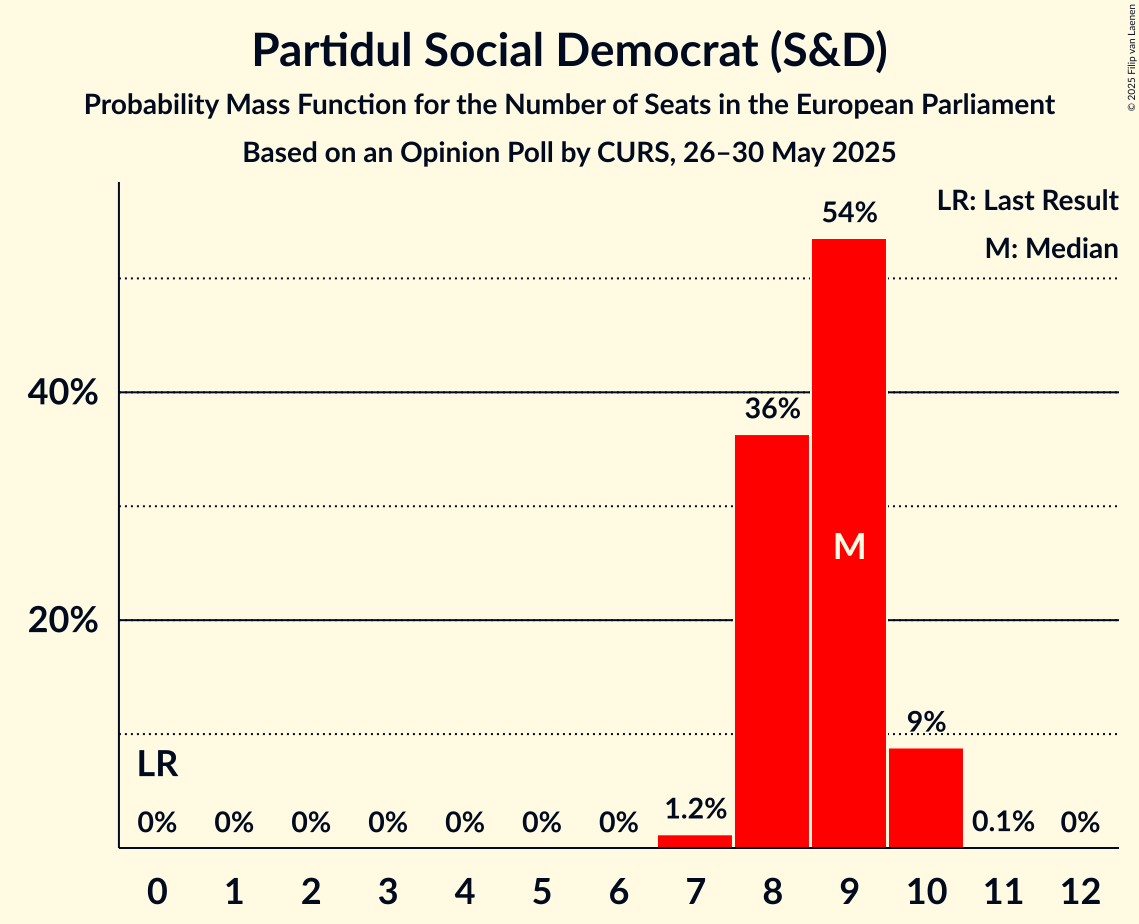 Partidul Social Democrat (S&D)
Probability Mass Function for the Number of Seats in the European Parliament
Based on an Opinion Poll by CURS, 26–30 May 2025
© 2025 Filip van Laenen
LR: Last Result
M: Median
54%
40%
36%
M
20%
9%
LR
0% 0% 0% 0% 0% 0% 0% 1.2% 0.1% 0%
0 1 2 3 4 5 6 7 8 9 10 11 12